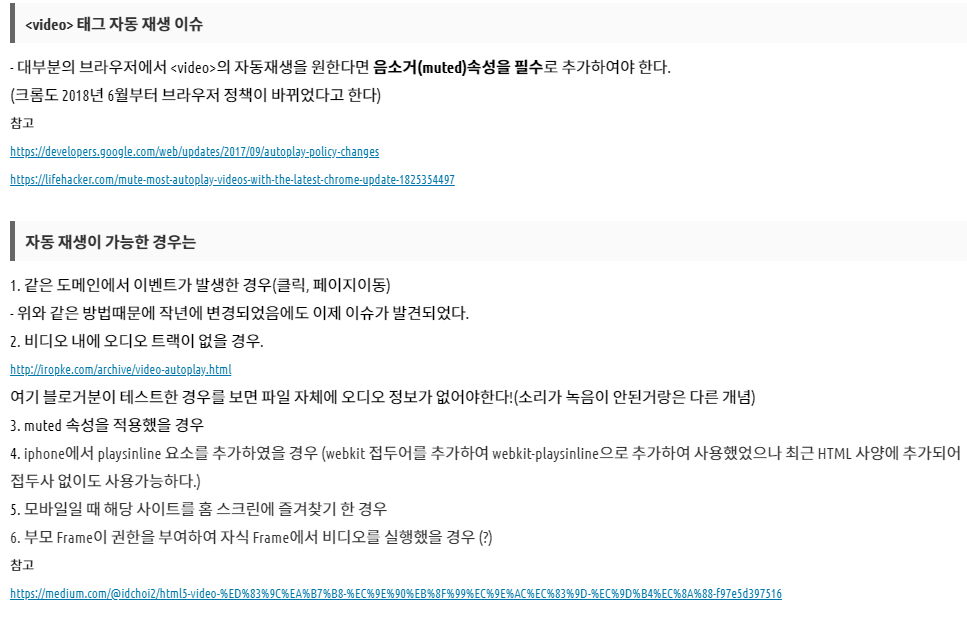 <video> 태그 자동 재생 이슈
- 대부분의 브라우저에서 <video>의 자동재생을 원한다면 음소거(muted)속성을 필수로 추가하여야 한다.
(크롬도 2018년 6월부터 브라우저 정책이 바뀌었다고 한다)
참고
https://developers.google.com/web/updates/2017/09/autoplay-policy-changes
https://lifehacker.com/mute-most-autoplay-videos-with-the-latest-chrome-update-1825354497
자동 재생이 가능한 경우는
1. 같은 도메인에서 이벤트가 발생한 경우(클릭, 페이지이동)
- 위와 같은 방법때문에 작년에 변경되었음에도 이제 이슈가 발견되었다.
2. 비디오 내에 오디오 트랙이 없을 경우.
http://iropke.com/archive/video-autoplay.html
여기 블로거분이 테스트한 경우를 보면 파일 자체에 오디오 정보가 없어야한다!(소리가 녹음이 안된거랑은 다른 개념)
3. muted 속성을 적용했을 경우
4. iphone에서 playsinline 요소를 추가하였을 경우 (webkit 접두어를 추가하여 webkit-playsinline으로 추가하여 사용했었으나 최근 HTML 사양에 추가되어
접두사 없이도 사용가능하다.)
5. 모바일일 때 해당 사이트를 홈 스크린에 즐겨찾기 한 경우
6. 부모 Frame이 권한을 부여하여 자식 Frame에서 비디오를 실행했을 경우 (?)
참고
https://medium.com/@idchoi2/html5-video-%ED%83%9C%EA%B7%B8-%EC%9E%90%EB%8F%99%EC%9E%AC%EC%83%9D-%EC%9D%B4%EC%8A%88-f97e5d397516